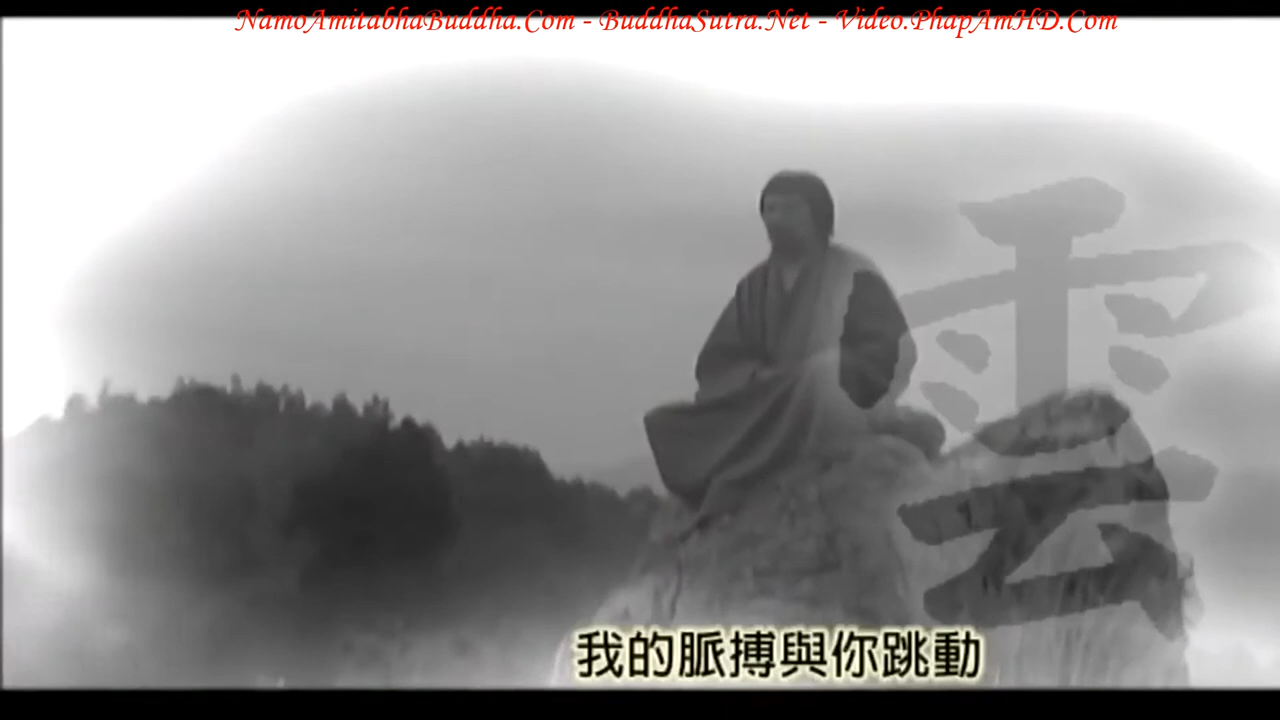 NamoAmitabhaBuddha.Com - BuddhaSutra.Net - Video.PhapAmHD.Com
雲
我的脈搏與你跳動